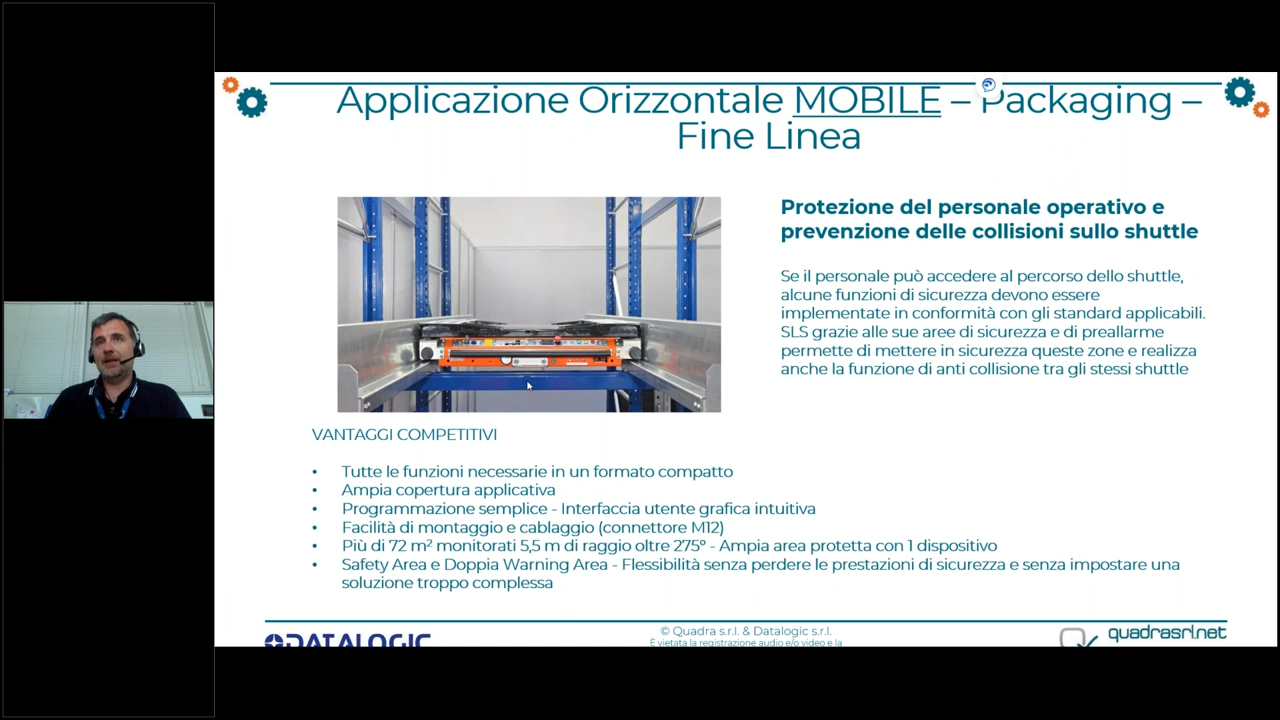 Applicazione Orizzontale MOBILE – Packaging –
Fine Linea
Protezione del personale operativo e
prevenzione delle collisioni sullo shuttle
Se il personale può accedere al percorso dello shuttle,
alcune funzioni di sicurezza devono essere
implementate in conformità con gli standard applicabili.
SLS grazie alle sue aree di sicurezza e di preallarme
permette di mettere in sicurezza queste zone e realizza
anche la funzione di anti collisione tra gli stessi shuttle
VANTAGGI COMPETITIVI
• Tutte le funzioni necessarie in un formato compatto
• Ampia copertura applicativa
• Programmazione semplice - Interfaccia utente grafica intuitiva
• Facilità di montaggio e cablaggio (connettore M12)
• Più di 72 m² monitorati 5,5 m di raggio oltre 275° - Ampia area protetta con 1 dispositivo
• Safety Area e Doppia Warning Area - Flessibilità senza perdere le prestazioni di sicurezza e senza impostare una
soluzione troppo complessa
DATALOGIC
© Quadra s.r.l. & Datalogic s.r.l.
È vietata la registrazione audio e/o video e la
quadrasrl.net